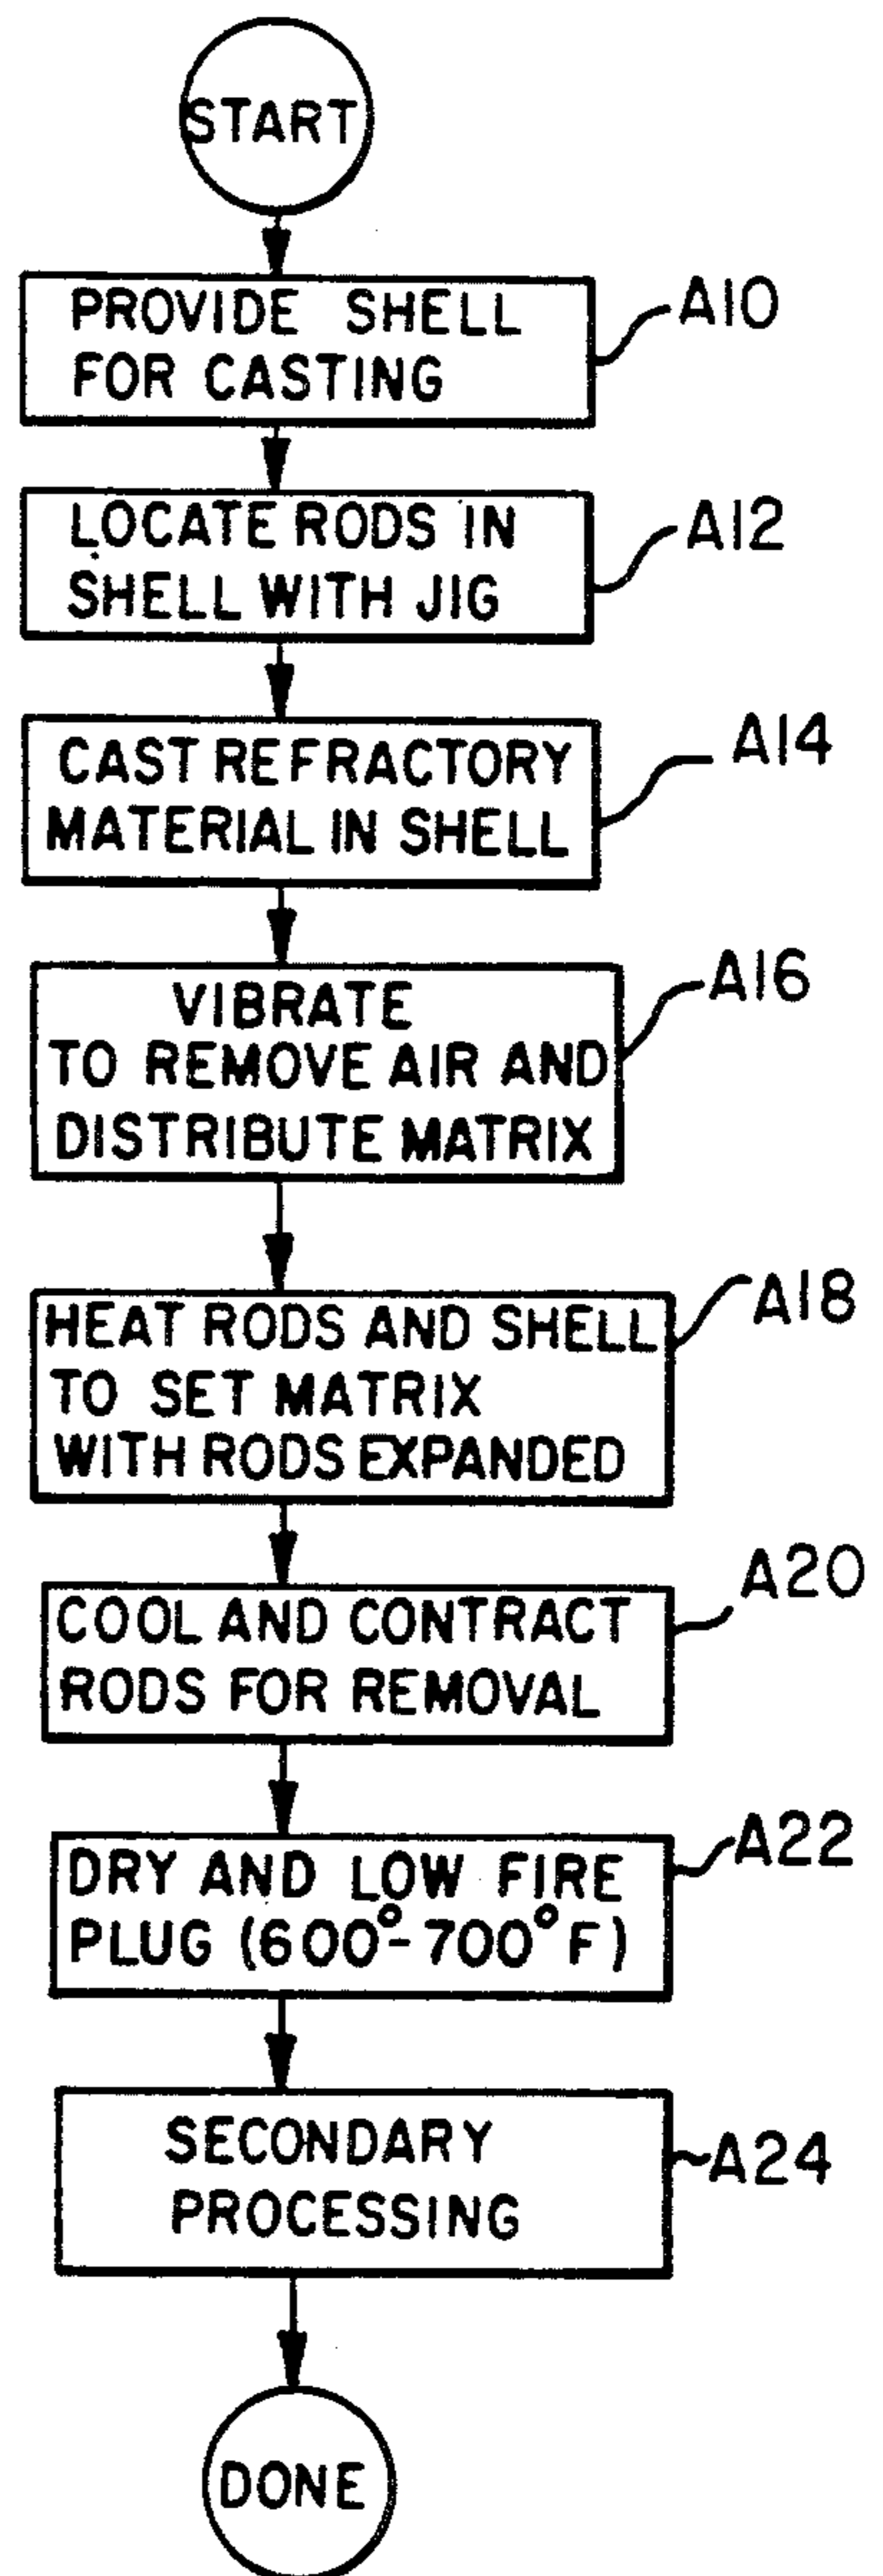 START
PROVIDE SHELL
FOR CASTING
A10
LOCATE RODS IN
SHELL WITH JIG
A12
CAST REFRACTORY
MATERIAL IN SHELL
A14
VIBRATE
TO REMOVE AIR AND
DISTRIBUTE MATRIX
A16
HEAT RODS AND SHELL
TO SET MATRIX
WITH RODS EXPANDED
A18
COOL AND CONTRACT
RODS FOR REMOVAL
A20
DRY AND LOW FIRE
PLUG (600°-700°F)
A22
SECONDARY
PROCESSING
A24
DONE